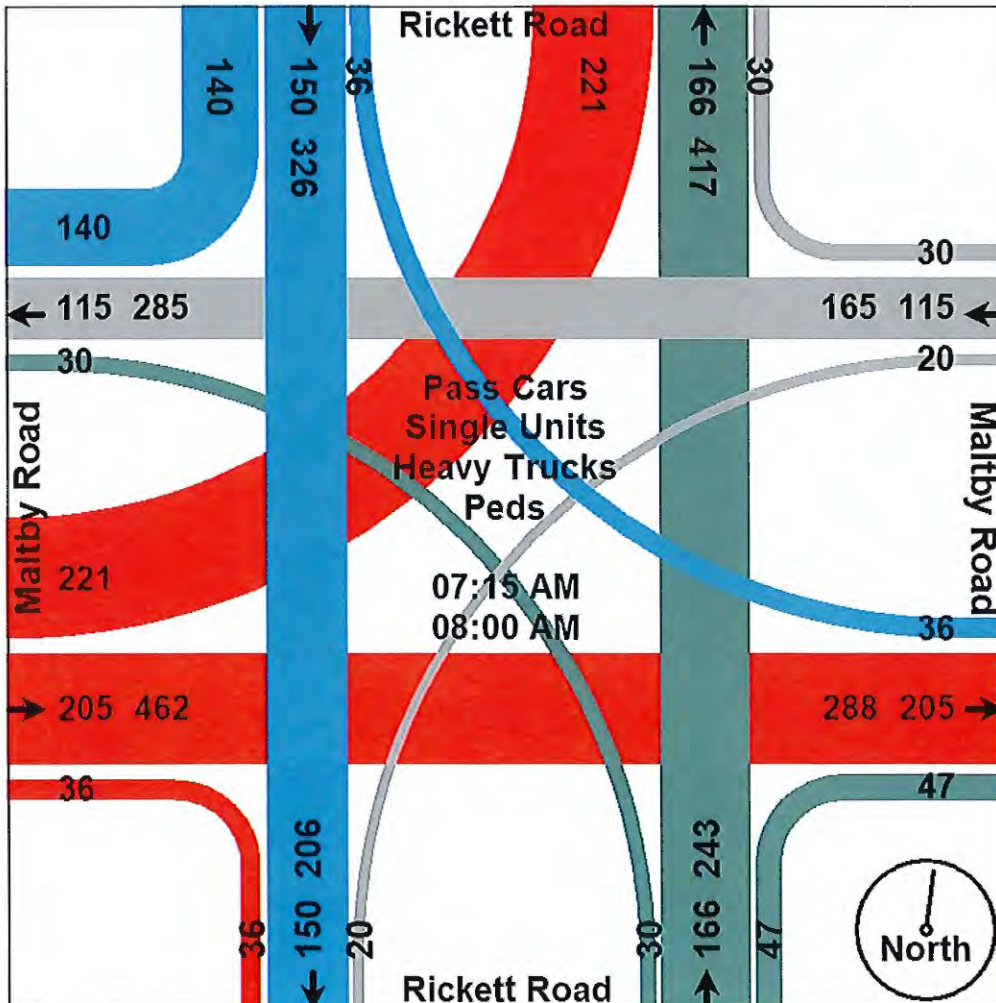 Rickett Road
140
150 326
36
221
166 417
30
140
30
115 285
165 115
30
20
Pass Cars
Single Units
Heavy Trucks
Peds
Maltby Road
Maltby Road
221
07:15 AM
08:00 AM
36
205 462
288 205
36
47
150 206
166 243
36
20
30
47
North
Rickett Road